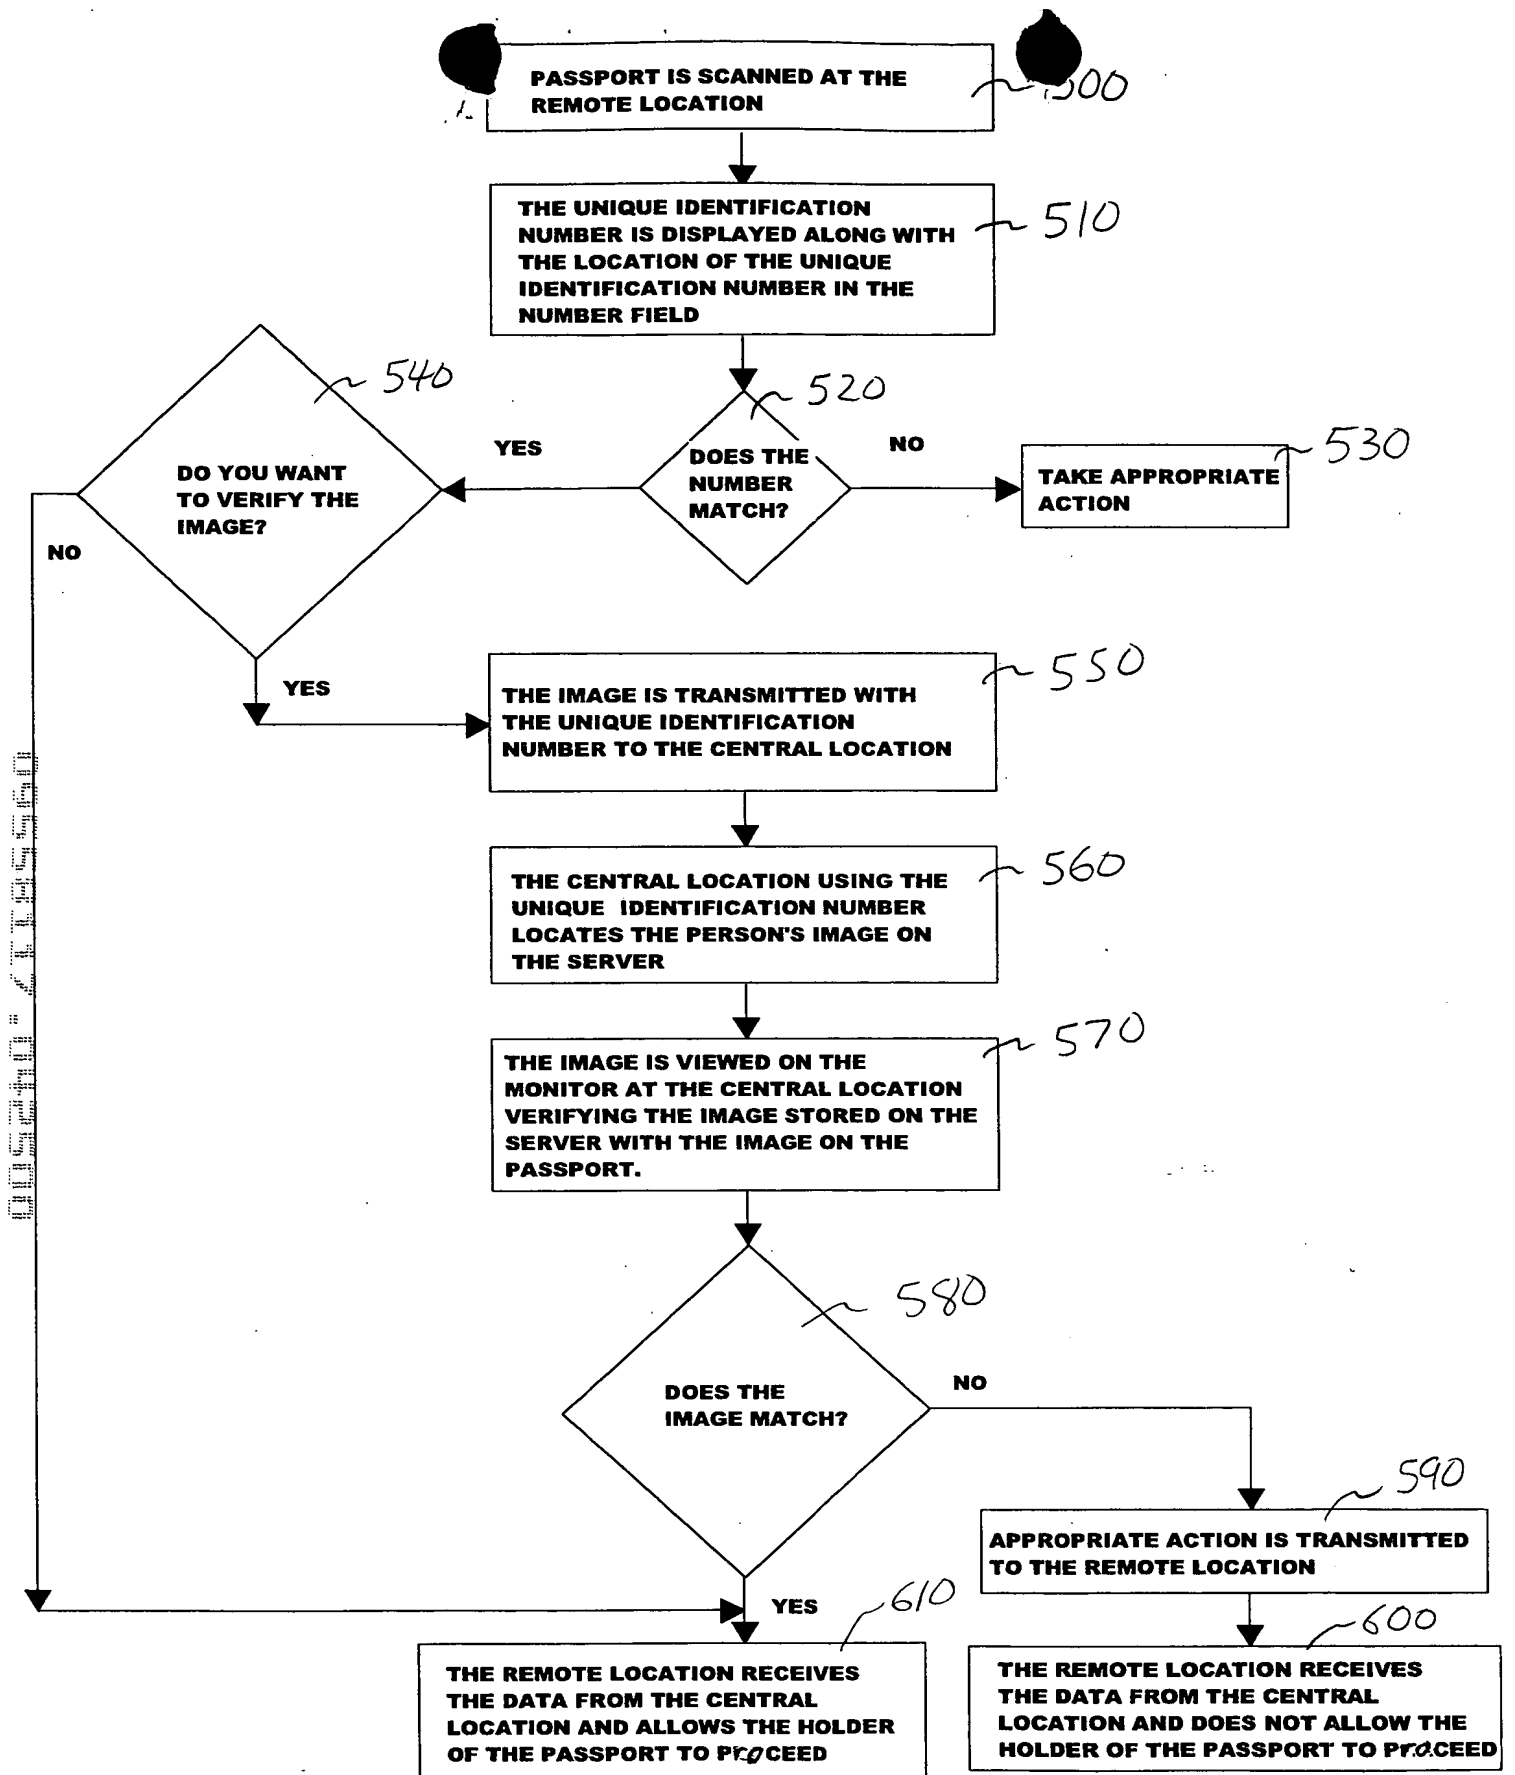 PASSPORT IS SCANNED AT THE
REMOTE LOCATION
THE UNIQUE IDENTIFICATION
NUMBER IS DISPLAYED ALONG WITH
THE LOCATION OF THE UNIQUE
IDENTIFICATION NUMBER IN THE
NUMBER FIELD
510
540
520
DOES THE
NUMBER
MATCH?
YES
NO
530
TAKE APPROPRIATE
ACTION
DO YOU WANT
TO VERIFY THE
IMAGE?
NO
YES
550
THE IMAGE IS TRANSMITTED WITH
THE UNIQUE IDENTIFICATION
NUMBER TO THE CENTRAL LOCATION
560
THE CENTRAL LOCATION USING THE
UNIQUE IDENTIFICATION NUMBER
LOCATES THE PERSON'S IMAGE ON
THE SERVER
570
THE IMAGE IS VIEWED ON THE
MONITOR AT THE CENTRAL LOCATION
VERIFYING THE IMAGE STORED ON THE
SERVER WITH THE IMAGE ON THE
PASSPORT.
580
DOES THE
IMAGE MATCH?
NO
590
APPROPRIATE ACTION IS TRANSMITTED
TO THE REMOTE LOCATION
YES
610
THE REMOTE LOCATION RECEIVES
THE DATA FROM THE CENTRAL
LOCATION AND ALLOWS THE HOLDER
OF THE PASSPORT TO PROCEED
600
THE REMOTE LOCATION RECEIVES
THE DATA FROM THE CENTRAL
LOCATION AND DOES NOT ALLOW THE
HOLDER OF THE PASSPORT TO PROCEED